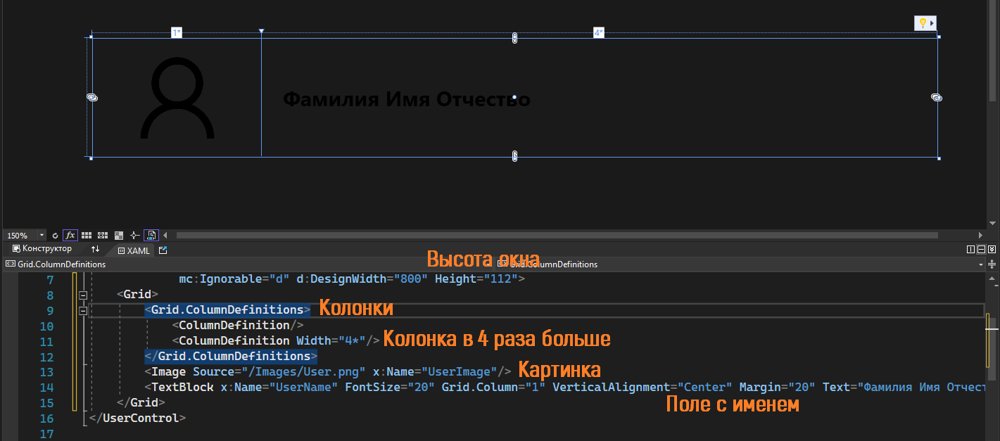 1*
4*
Фамилия Имя Отчество
150%
fx
Конструктор
XAML
Высота окна
Grid.ColumnDefinitions
Grid.ColumnDefinitions
7 mc:Ignorable="d" d:DesignWidth="800" Height="112">
8 <Grid>
9 <Grid.ColumnDefinitions> Колонки
10 <ColumnDefinition/>
11 <ColumnDefinition Width="4*"/> Колонка в 4 раза больше
12 </Grid.ColumnDefinitions>
13 <Image Source="/Images/User.png" x:Name="UserImage"/> Картинка
14 <TextBlock x:Name="UserName" FontSize="20" Grid.Column="1" VerticalAlignment="Center" Margin="20" Text="Фамилия Имя Отчест
15 </Grid>
Поле с именем
16 </UserControl>
17